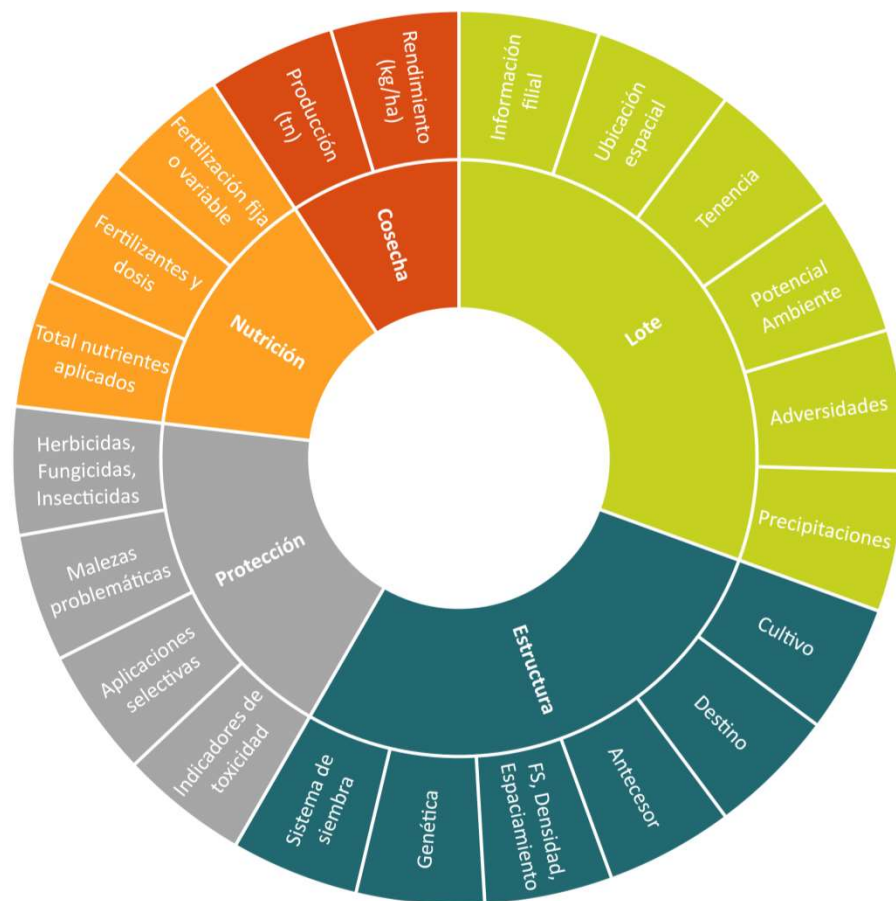 Lote
Información
filial
Ubicación
espacial
Tenencia
Potencial
Ambiente
Adversidades
Precipitaciones
Estructura
Cultivo
Destino
Antecesor
FS, Densidad,
Espaciamiento
Genética
Sistema de
siembra
Protección
Indicadores de
toxicidad
Aplicaciones
selectivas
Malezas
problemáticas
Herbicidas,
Fungicidas,
Insecticidas
Nutrición
Total nutrientes
aplicados
Fertilizantes y
dosis
Fertilización fija
o variable
Cosecha
Producción
(tn)
Rendimiento
(kg/ha)